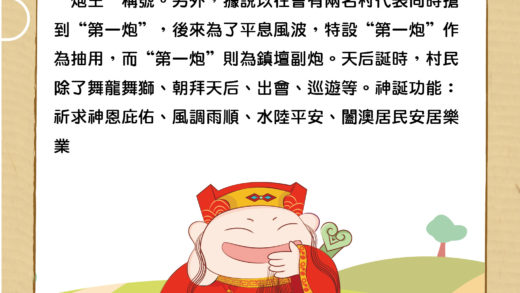 “炮王”稱號。另外，據說以往曾有兩名村代表同時搶
到“第一炮”，後來為了平息風波，特設“第一炮”作
為抽用，而“第一炮”則為鎮壇副炮。天后誕時，村民
除了舞龍舞獅、朝拜天后、出會、巡遊等。神誕功能：
祈求神恩庇佑、風調雨順、水陸平安、闔澳居民安居樂
業